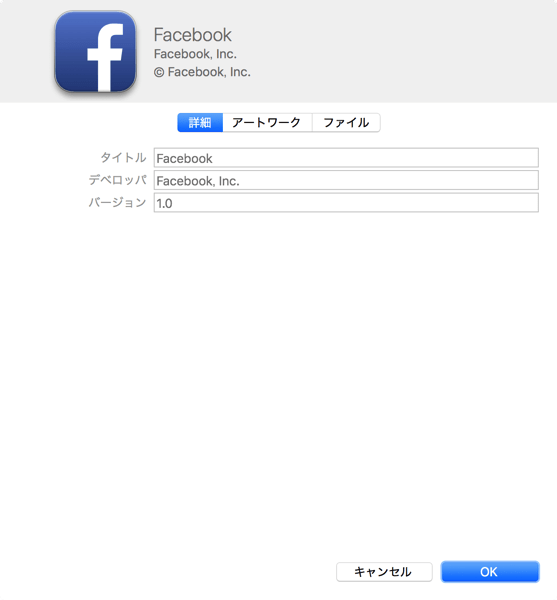 Facebook
Facebook, Inc.
© Facebook, Inc.
詳細 アートワーク ファイル
タイトル Facebook
デベロッパ Facebook, Inc.
バージョン 1.0
キャンセル OK